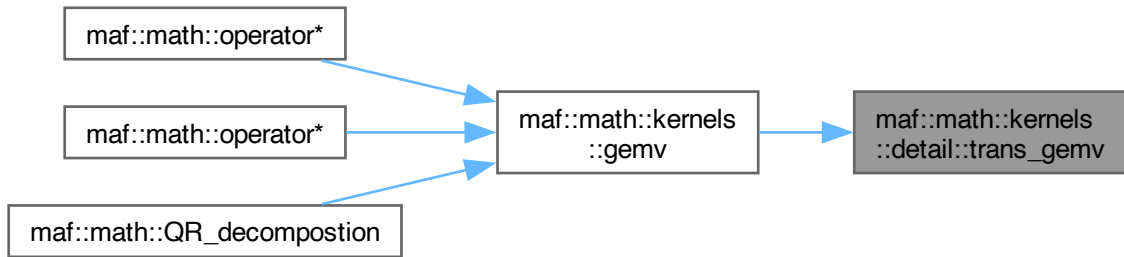 maf::math::operator*
maf::math::operator*
maf::math::QR_decompostion
maf::math::kernels
::gemv
maf::math::kernels
::detail::trans_gemv